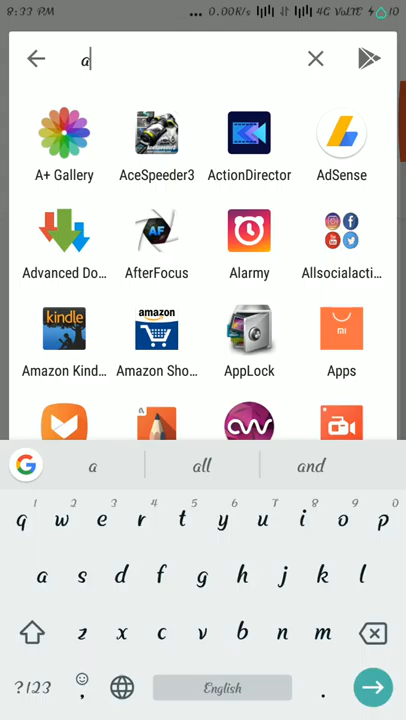 8:33 PM ... 0.00K/s 4G VoLTE 10
a
A+ Gallery AceSpeeder3 ActionDirector AdSense
AF
Advanced Do... AfterFocus Alarmy Allsocialacti...
kindle amazon mi
Amazon Kind... Amazon Sho... AppLock Apps
G a all and
1 2 3 4 5 6 7 8 9 0
q w e r t y u i o p
a s d f g h j k l
z x c v b n m
?123 , English .